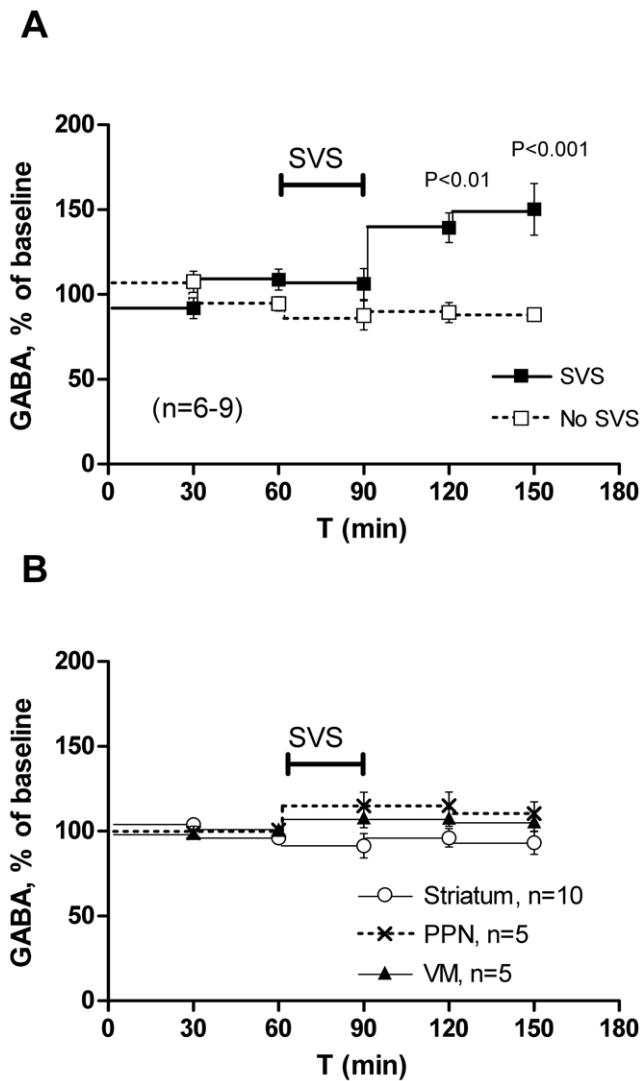 A
200
150
100
50
0
GABA, % of baseline
SVS
P<0.01
P<0.001
(n=6-9)
SVS
No SVS
0 30 60 90 120 150 180
T (min)
B
200
150
100
50
0
GABA, % of baseline
SVS
Striatum, n=10
PPN, n=5
VM, n=5
0 30 60 90 120 150 180
T (min)